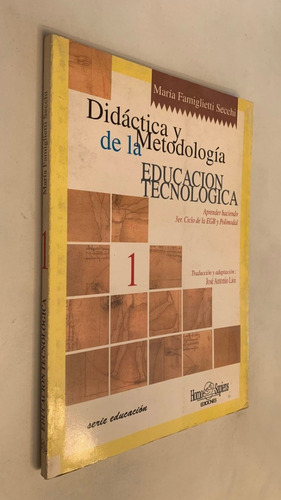 María Famiglietti Secchi
Didáctica y
Metodología
de la
EDUCACION
TECNOLOGICA
Aprender haciendo
3er. Ciclo de la EGB y Polimodal
1
Traducción y adaptación
José Antonio Lara
Homo Sapiens
EDICIONES
serie educación
María Famiglietti Secchi
1
EDUCACION TECNOLOGICA